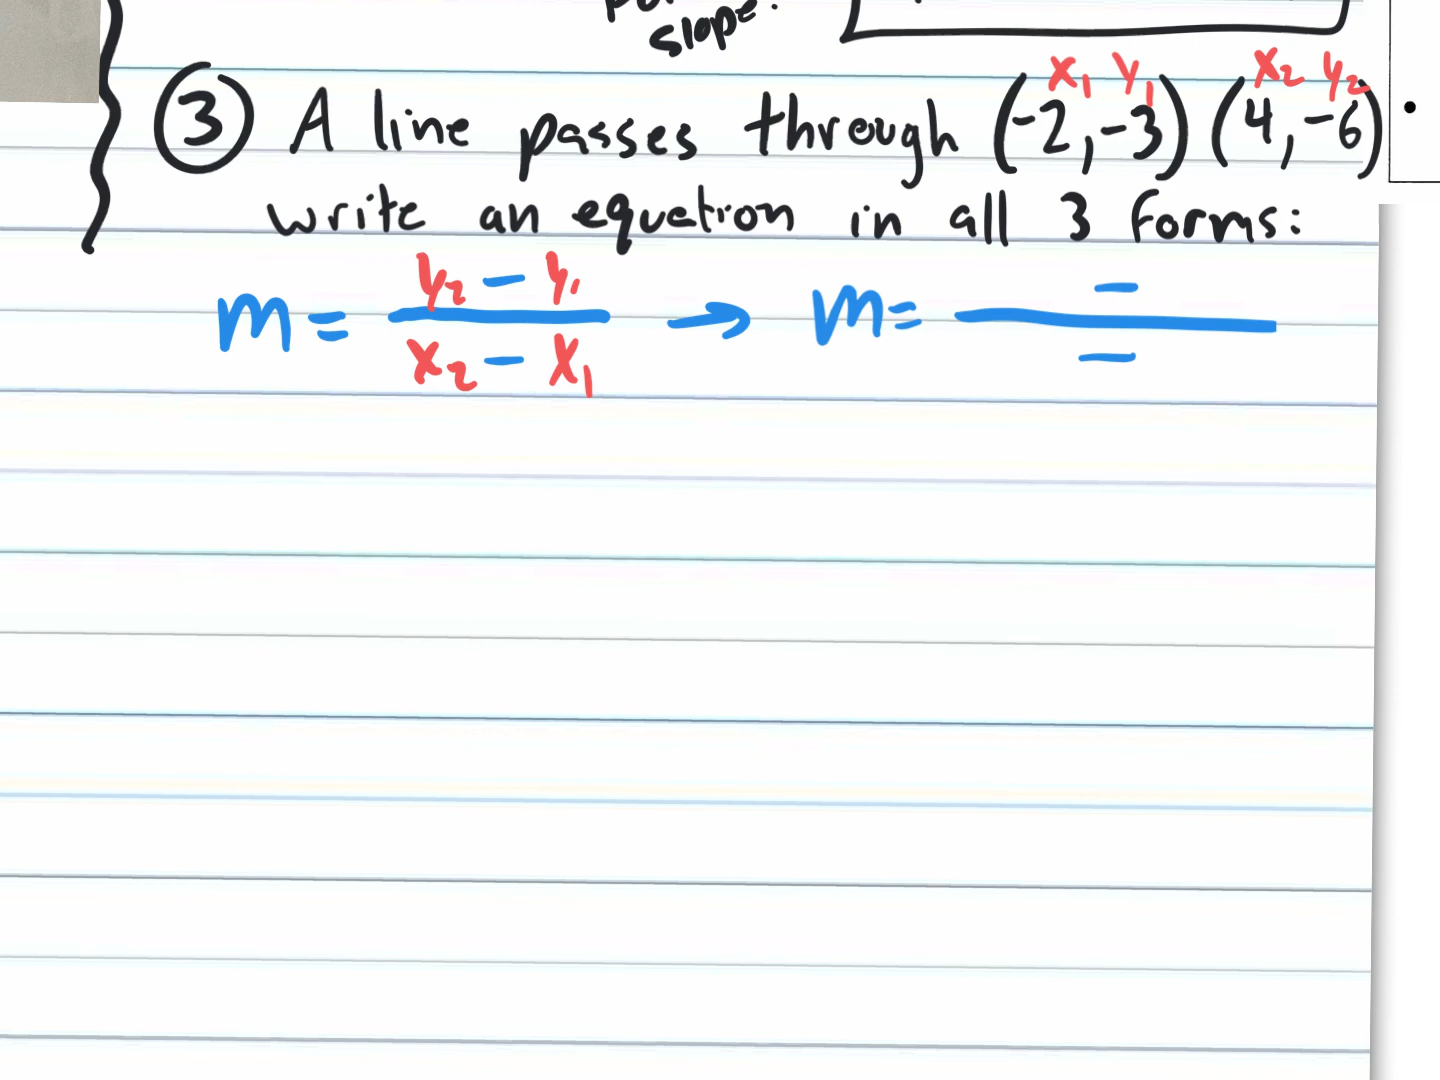 slope.
③ A line passes through (-2,-3) (4,-6).
x₁ y₁ x₂ y₂
write an equation in all 3 forms:
m = y₂ - y₁ / x₂ - x₁ → m = - / -